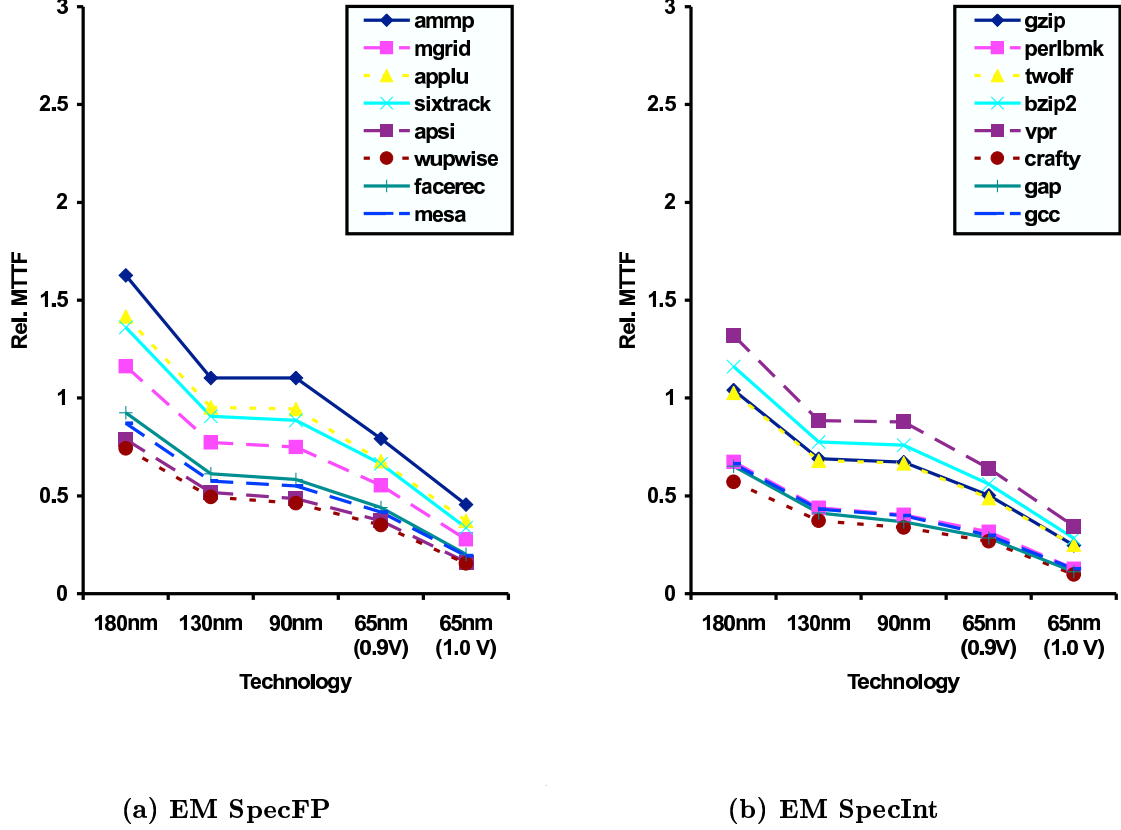 3
2.5
2
1.5
1
0.5
0
Rel. MTTF
ammp
mgrid
applu
sixtrack
apsi
wupwise
facerec
mesa
180nm 130nm 90nm 65nm 65nm
(0.9V) (1.0 V)
Technology
(a) EM SpecFP
3
2.5
2
1.5
1
0.5
0
Rel. MTTF
gzip
perlbmk
twolf
bzip2
vpr
crafty
gap
gcc
180nm 130nm 90nm 65nm 65nm
(0.9V) (1.0 V)
Technology
(b) EM SpecInt